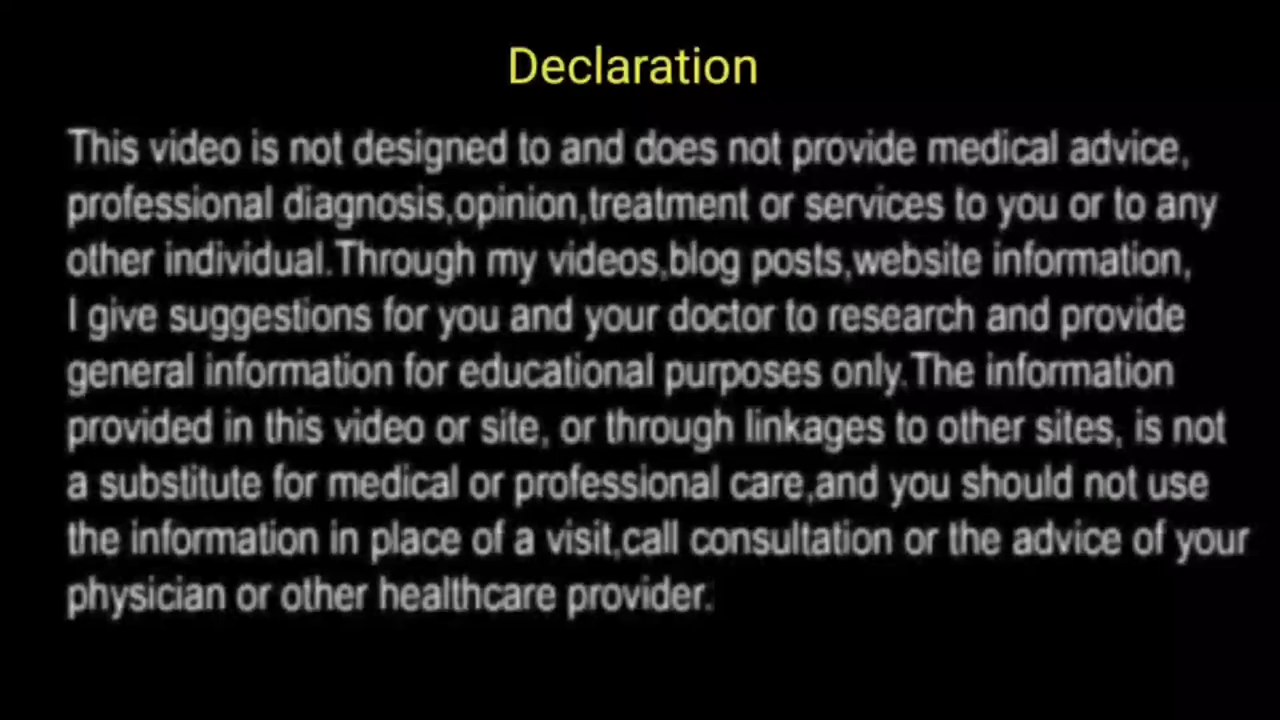 Declaration
This video is not designed to and does not provide medical advice,
professional diagnosis,opinion,treatment or services to you or to any
other individual.Through my videos,blog posts,website information,
I give suggestions for you and your doctor to research and provide
general information for educational purposes only.The information
provided in this video or site, or through linkages to other sites, is not
a substitute for medical or professional care,and you should not use
the information in place of a visit,call consultation or the advice of your
physician or other healthcare provider.